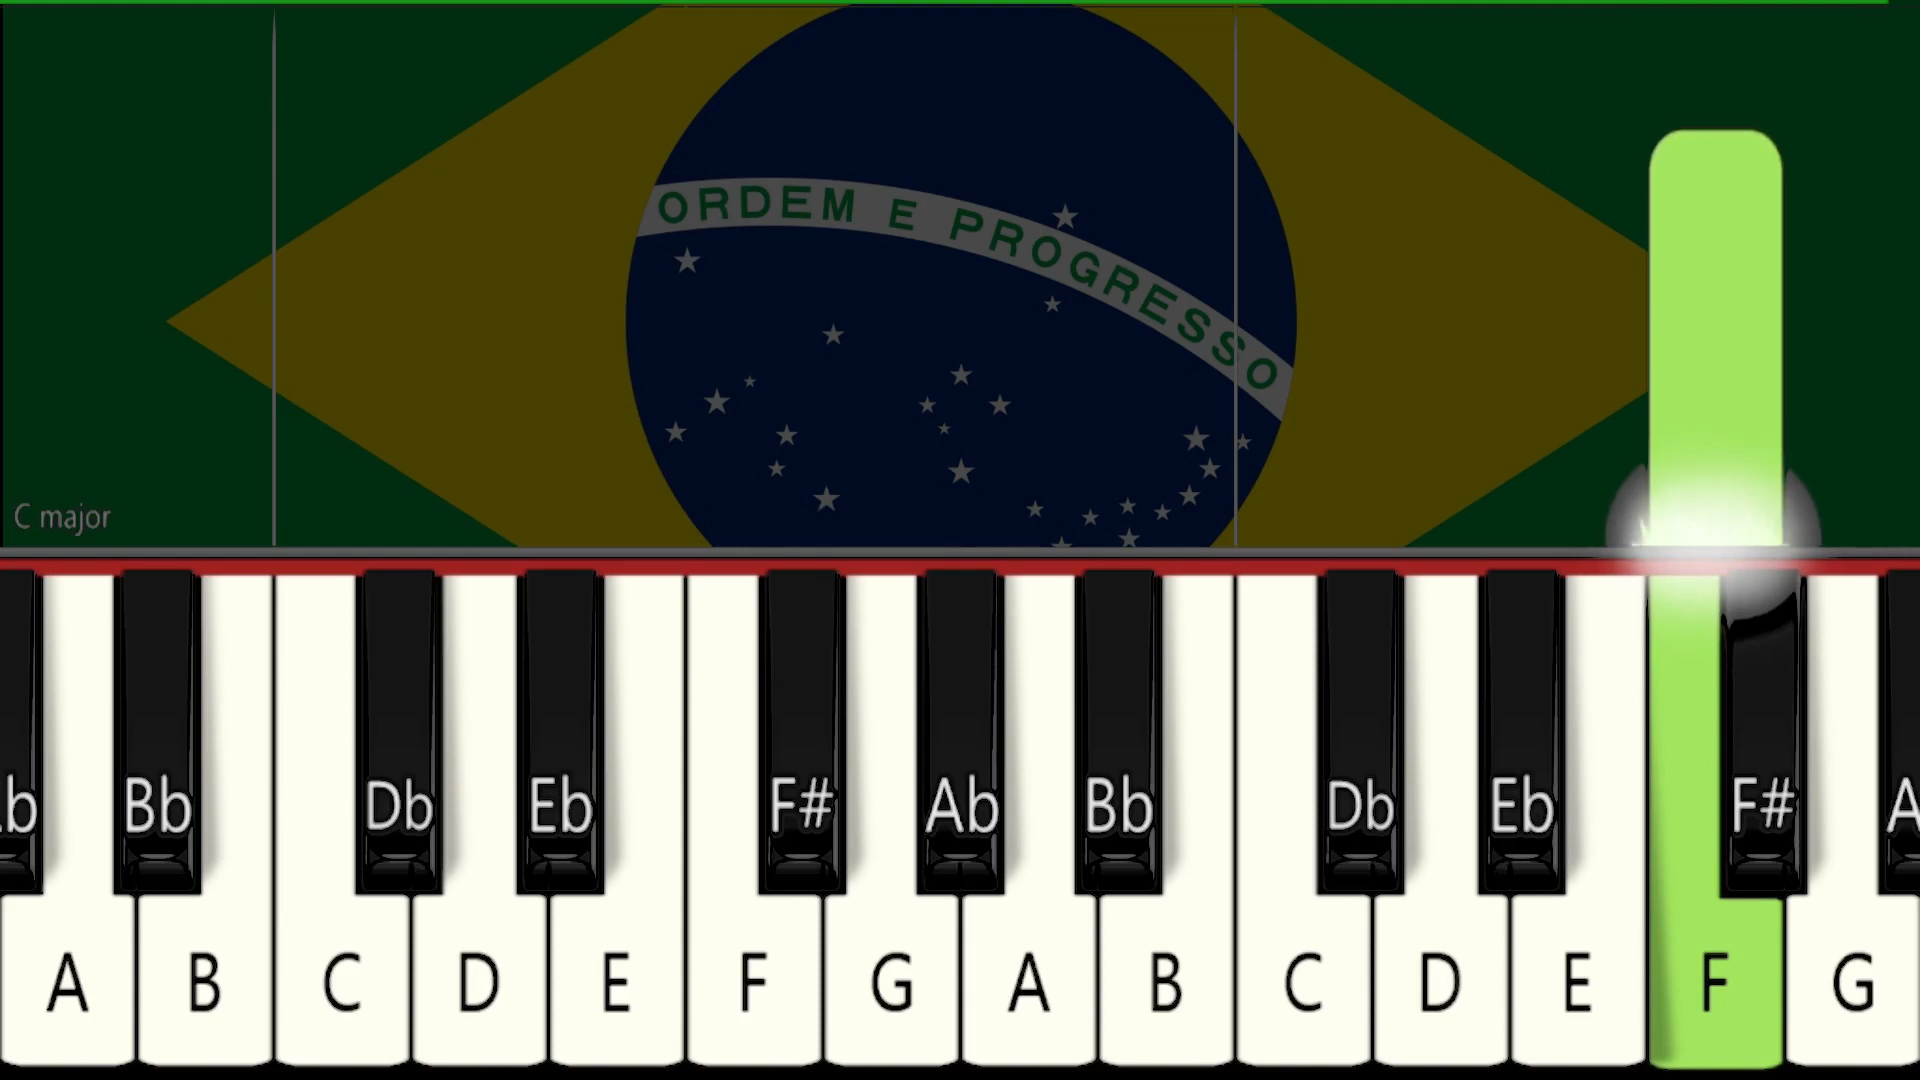 ORDEM E PROGRESSO
C major
b Bb Db Eb F# Ab Bb Db Eb F# A
A B C D E F G A B C D E F G